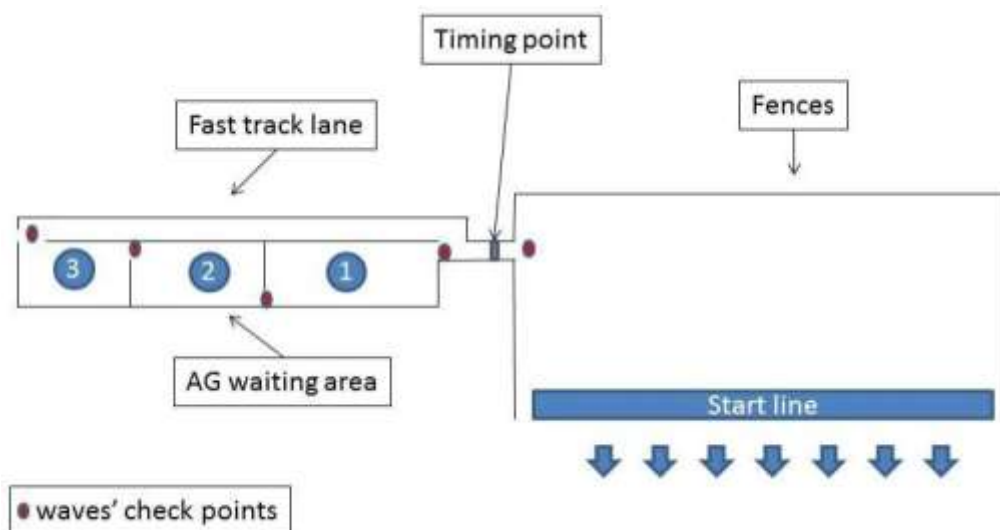 Timing point
Fences
Fast track lane
3
2
1
AG waiting area
Start line
waves' check points